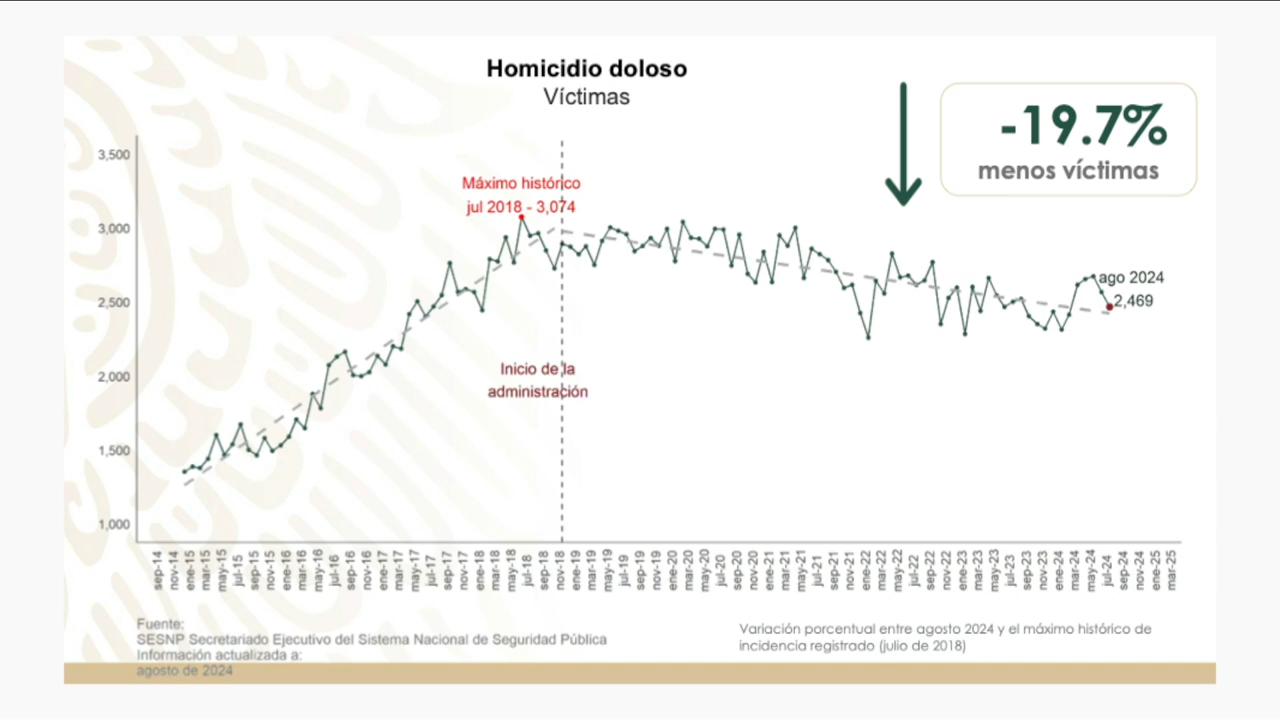 Homicidio doloso
Víctimas
-19.7%
menos víctimas
3,500
3,000
2,500
2,000
1,500
1,000
Máximo histórico
jul 2018 - 3,074
ago 2024
2,469
Inicio de la
administración
sep-14 nov-14 ene-15 mar-15 may-15 jul-15 sep-15 nov-15 ene-16 mar-16 may-16 jul-16 sep-16 nov-16 ene-17 mar-17 may-17 jul-17 sep-17 nov-17 ene-18 mar-18 may-18 jul-18 sep-18 nov-18 ene-19 mar-19 may-19 jul-19 sep-19 nov-19 ene-20 mar-20 may-20 jul-20 sep-20 nov-20 ene-21 mar-21 may-21 jul-21 sep-21 nov-21 ene-22 mar-22 may-22 jul-22 sep-22 nov-22 ene-23 mar-23 may-23 jul-23 sep-23 nov-23 ene-24 mar-24 may-24 jul-24 sep-24 nov-24 ene-25 mar-25
Fuente:
SESNP Secretariado Ejecutivo del Sistema Nacional de Seguridad Pública
Información actualizada a:
agosto de 2024
Variación porcentual entre agosto 2024 y el máximo histórico de
incidencia registrado (julio de 2018)